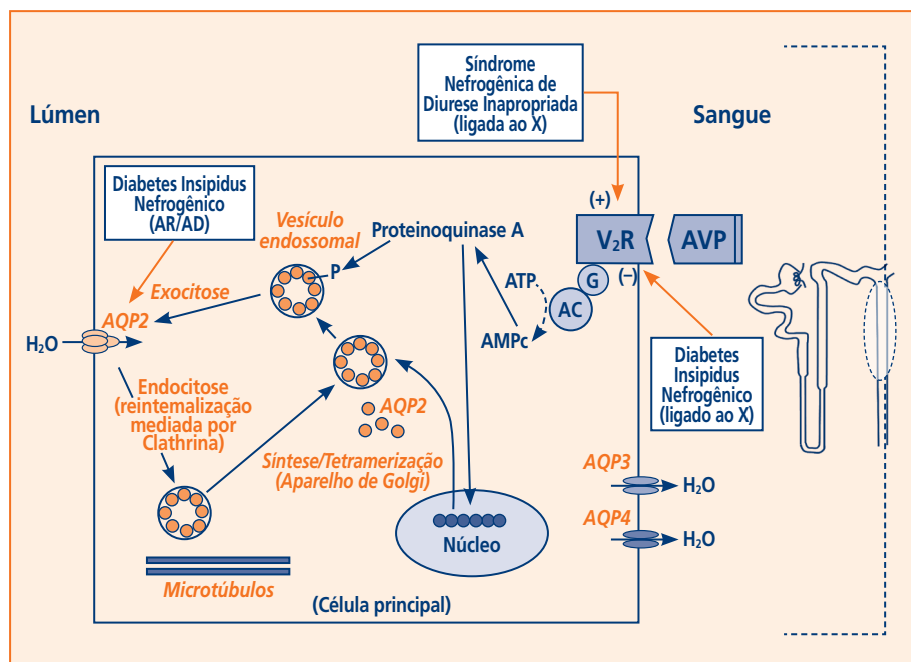 Síndrome
Nefrogênica de
Diurese Inapropriada
(ligada ao X)
Lúmen
Sangue
Diabetes Insipidus
Nefrogênico
(AR/AD)
Vesículo
endossomal
Proteinoquinase A
(+)
V₂R
AVP
P
Exocitose
ATP
G
(–)
AC
AQP2
H₂O
AMPc
Diabetes
Insipidus
Nefrogênico
(ligado ao X)
Endocitose
(reintemalização
mediada por
Clathrina)
AQP2
Síntese/Tetramerização
(Aparelho de Golgi)
AQP3
H₂O
AQP4
H₂O
Núcleo
Microtúbulos
(Célula principal)